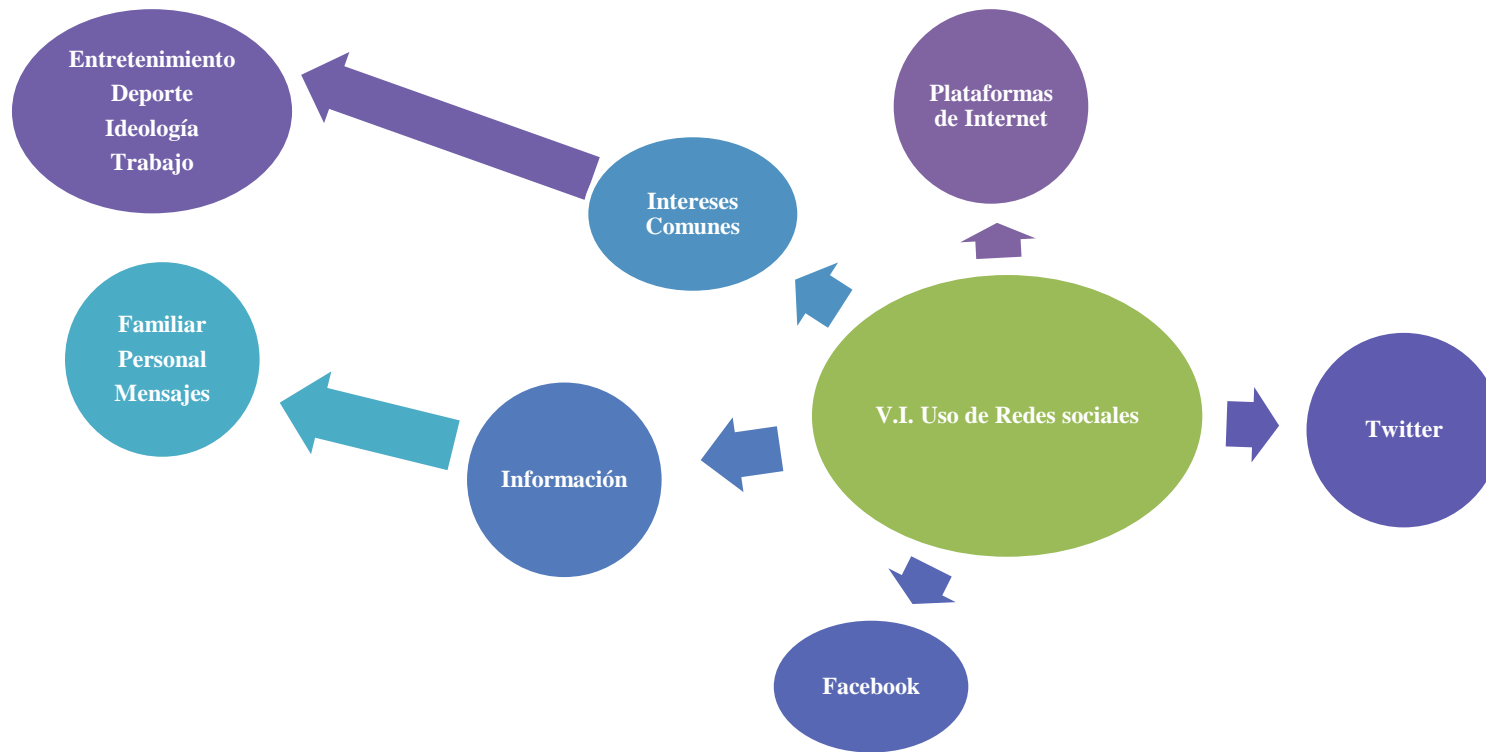 Entretenimiento
Deporte
Ideología
Trabajo
Plataformas
de Internet
Intereses
Comunes
Familiar
Personal
Mensajes
V.I. Uso de Redes sociales
Twitter
Información
Facebook